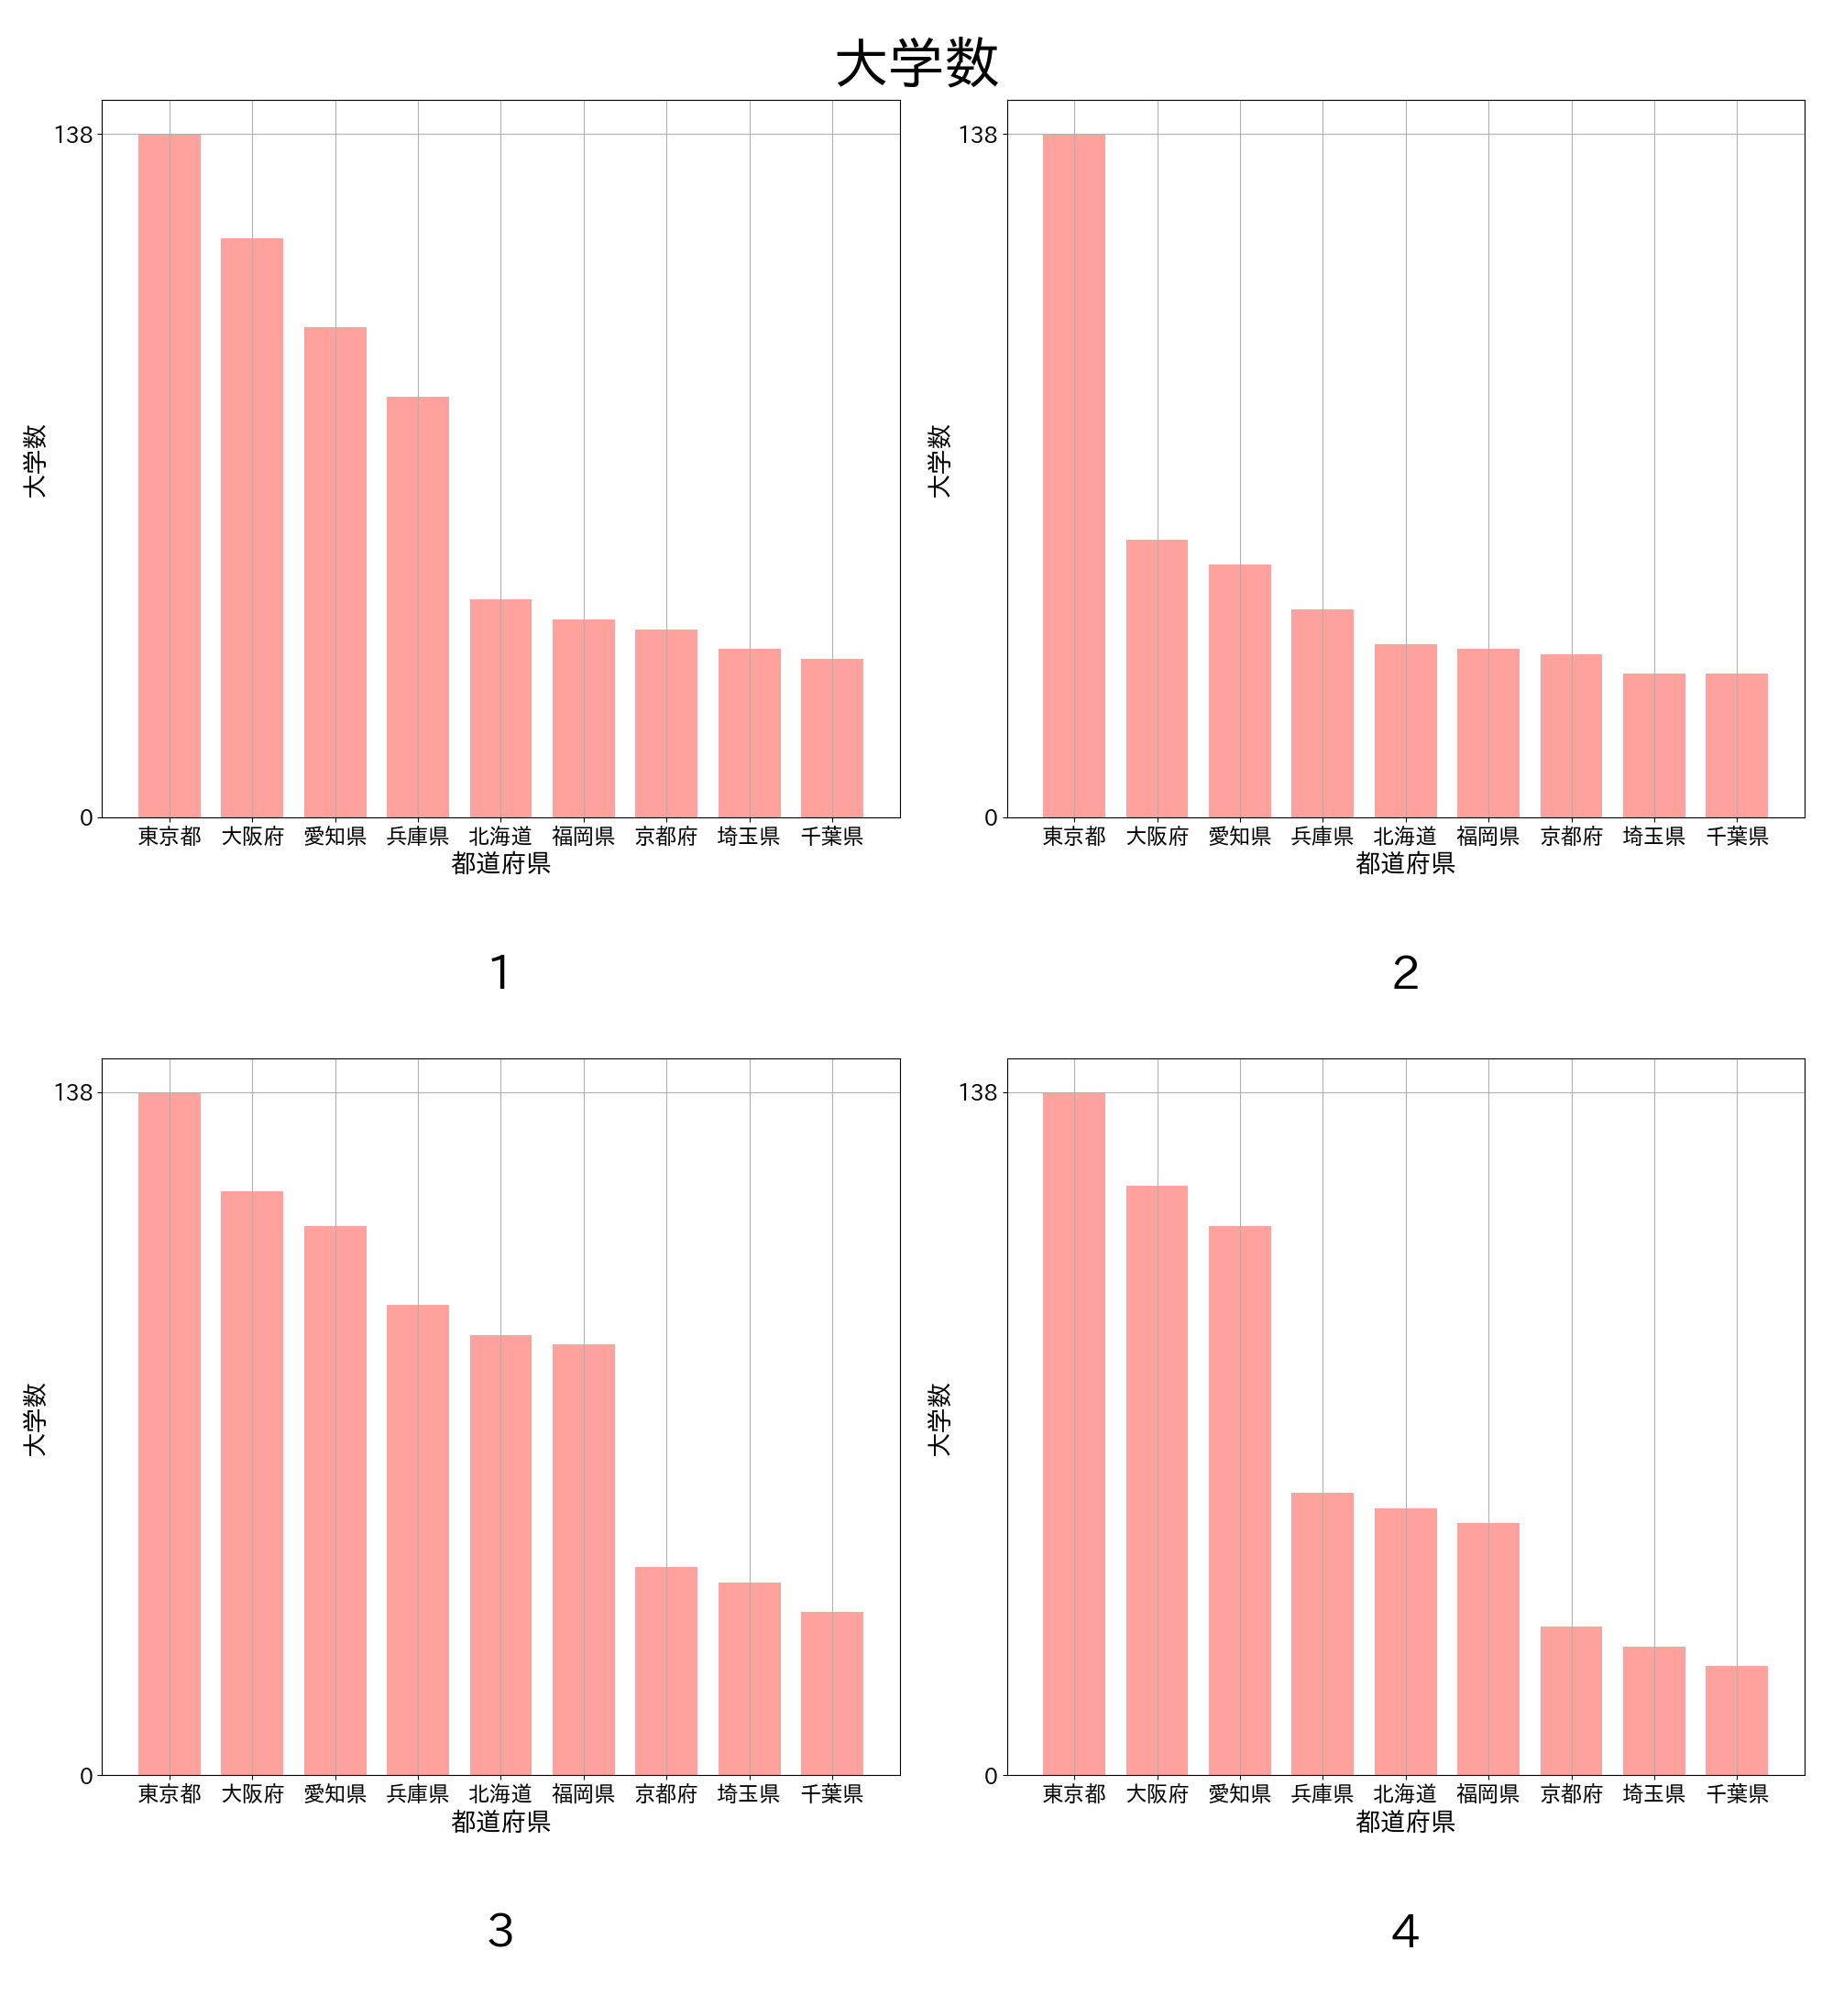 大学数
138
大学数
0
東京都 大阪府 愛知県 兵庫県 北海道 福岡県 京都府 埼玉県 千葉県
都道府県
1
138
大学数
0
東京都 大阪府 愛知県 兵庫県 北海道 福岡県 京都府 埼玉県 千葉県
都道府県
2
138
大学数
0
東京都 大阪府 愛知県 兵庫県 北海道 福岡県 京都府 埼玉県 千葉県
都道府県
3
138
大学数
0
東京都 大阪府 愛知県 兵庫県 北海道 福岡県 京都府 埼玉県 千葉県
都道府県
4